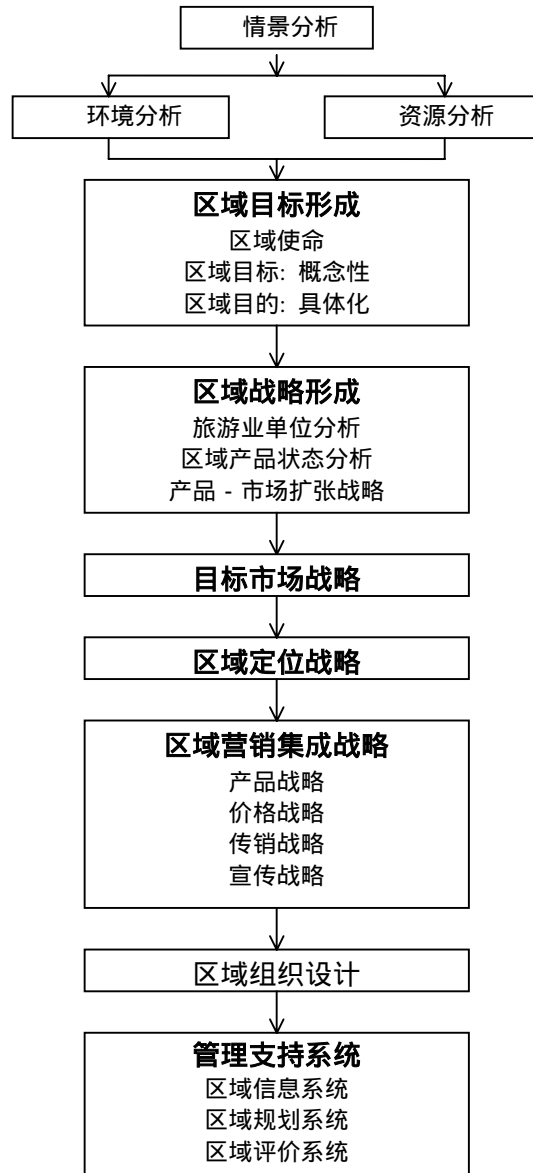 情景分析
环境分析
资源分析
区域目标形成
区域使命
区域目标: 概念性
区域目的: 具体化
区域战略形成
旅游业单位分析
区域产品状态分析
产品 - 市场扩张战略
目标市场战略
区域定位战略
区域营销集成战略
产品战略
价格战略
传销战略
宣传战略
区域组织设计
管理支持系统
区域信息系统
区域规划系统
区域评价系统